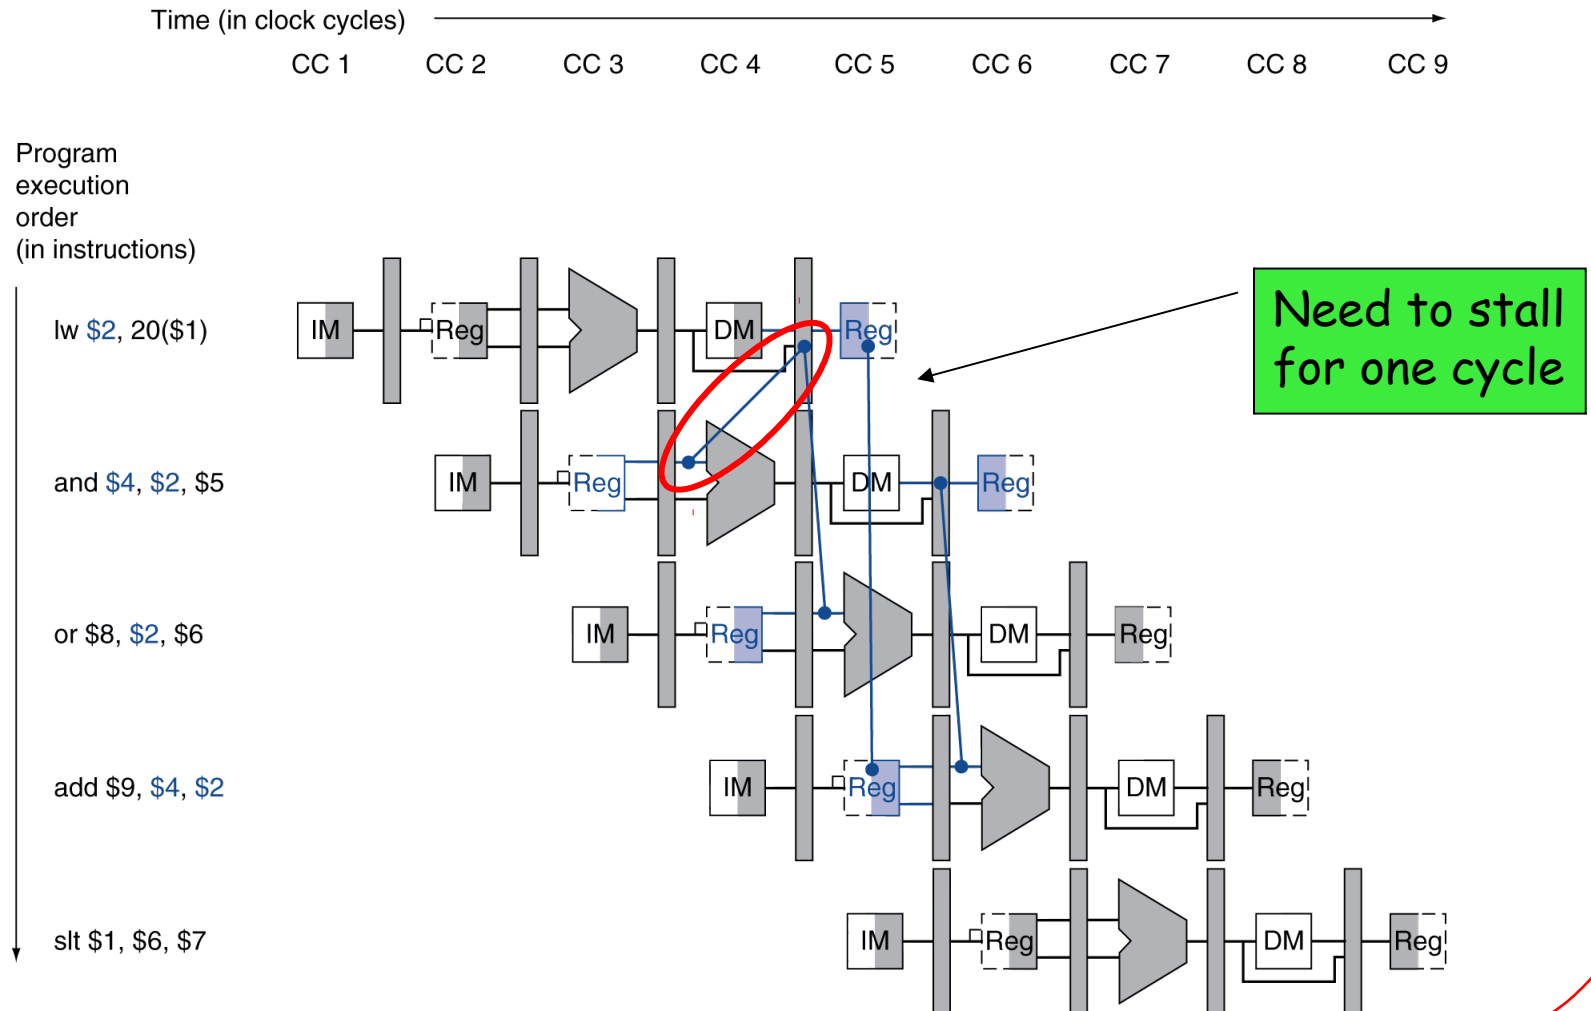 Time (in clock cycles)
CC 1 CC 2 CC 3 CC 4 CC 5 CC 6 CC 7 CC 8 CC 9
Program
execution
order
(in instructions)
Need to stall
for one cycle
lw $2, 20($1) IM Reg DM Reg
and $4, $2, $5 IM Reg DM Reg
or $8, $2, $6 IM Reg DM Reg
add $9, $4, $2 IM Reg DM Reg
slt $1, $6, $7 IM Reg DM Reg